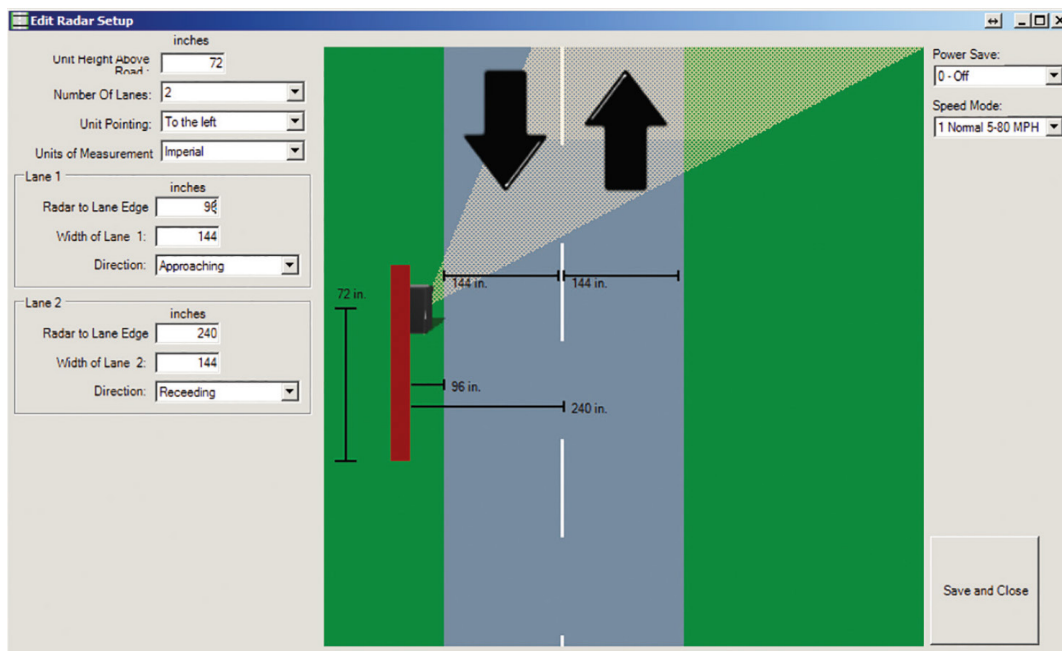 Edit Radar Setup
inches
Unit Height Above Road :
72
Number Of Lanes:
2
Unit Pointing:
To the left
Units of Measurement
Imperial
Lane 1
inches
Radar to Lane Edge
96
Width of Lane 1:
144
Direction:
Approaching
Lane 2
inches
Radar to Lane Edge
240
Width of Lane 2:
144
Direction:
Receeding
144 in.
144 in.
72 in.
96 in.
240 in.
Power Save:
0 - Off
Speed Mode:
1 Normal 5-80 MPH
Save and Close